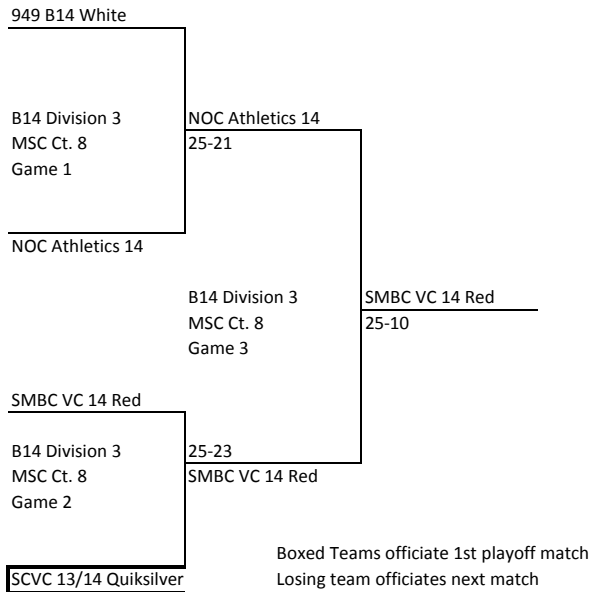 949 B14 White
B14 Division 3
MSC Ct. 8
Game 1
NOC Athletics 14
25-21
NOC Athletics 14
B14 Division 3
MSC Ct. 8
Game 3
SMBC VC 14 Red
25-10
SMBC VC 14 Red
B14 Division 3
MSC Ct. 8
Game 2
25-23
SMBC VC 14 Red
SCVC 13/14 Quiksilver
Boxed Teams officiate 1st playoff match
Losing team officiates next match